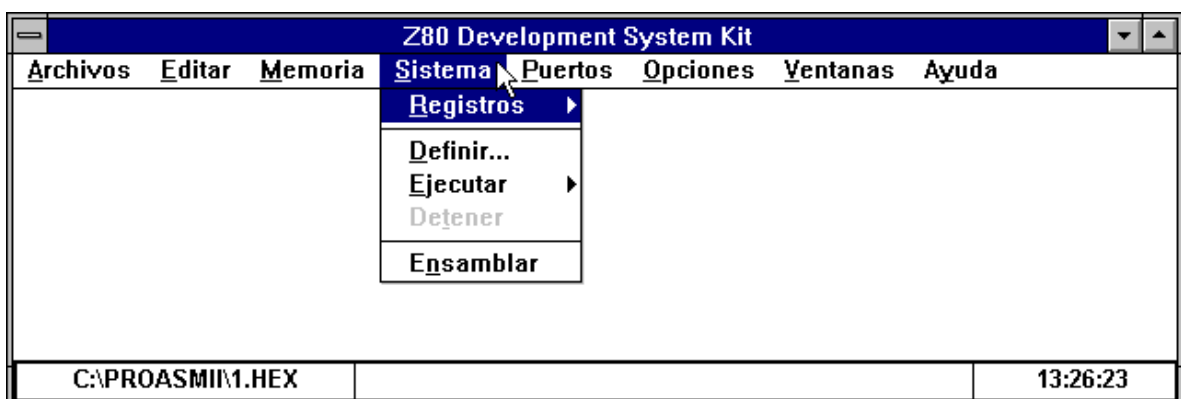 Z80 Development System Kit
Archivos Editar Memoria Sistema Puertos Opciones Ventanas Ayuda
Registros
Definir...
Ejecutar
Detener
Ensamblar
C:\PROASMII\1.HEX 13:26:23